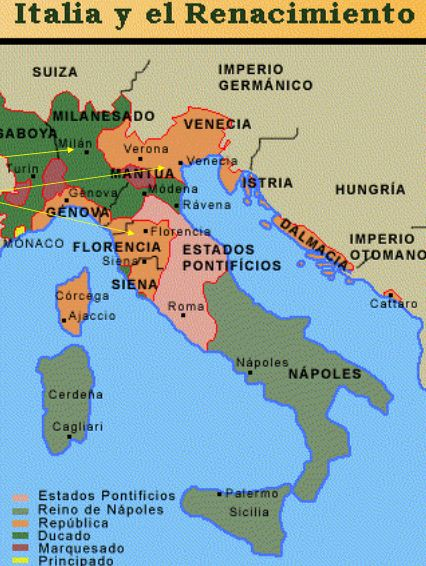 Italia y el Renacimiento
SUIZA
IMPERIO
GERMÁNICO
MILANESADO
SABOYA
VENECIA
Milán
Verona
Venecia
Turín
MANTUA
ISTRIA
HUNGRÍA
Módena
Génova
GÉNOVA
Rávena
MÓNACO
Florencia
FLORENCIA
DALMACIA
IMPERIO
OTOMANO
ESTADOS
PONTIFÍCIOS
Siena
SIENA
Córcega
Ajaccio
Roma
Cattaro
Nápoles
NÁPOLES
Cerdeña
Cagliari
Palermo
Sicilia
Estados Pontificios
Reino de Nápoles
República
Ducado
Marquesado
Principado